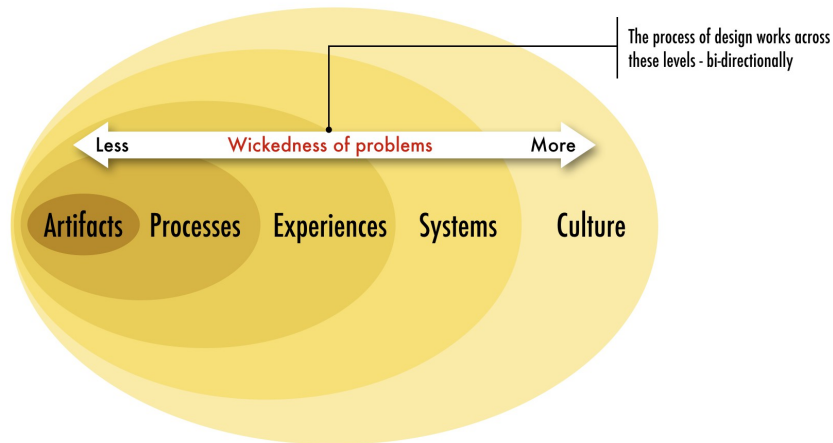 The process of design works across
these levels - bi-directionally
Less Wickedness of problems More
Artifacts Processes Experiences Systems Culture